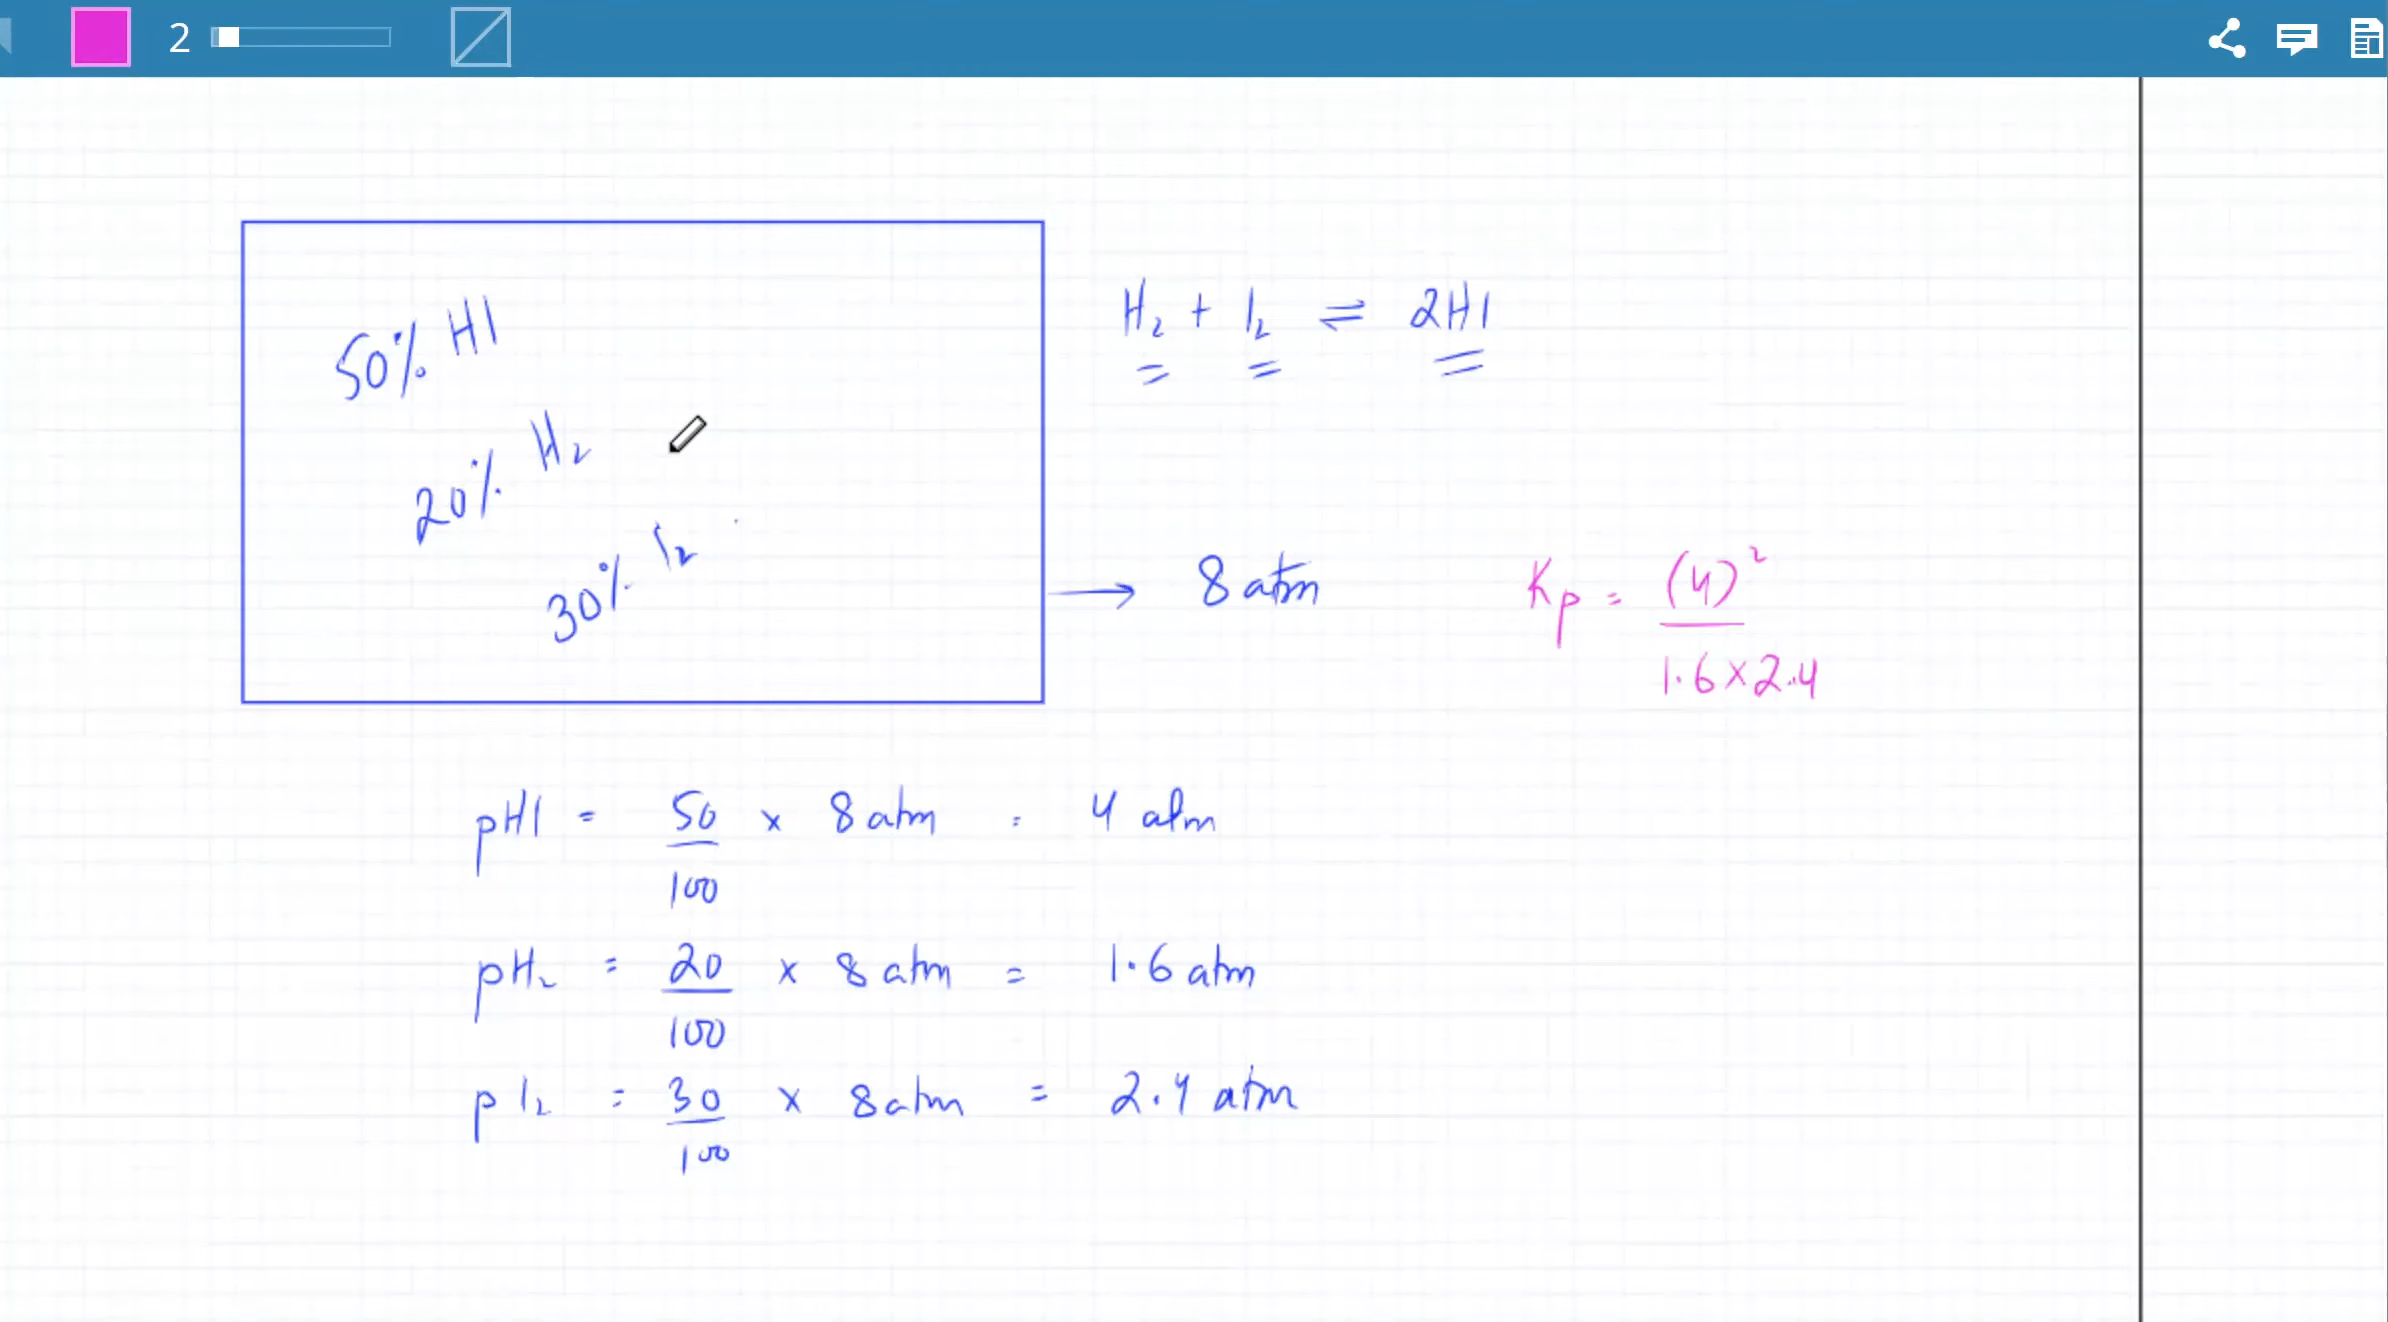 2
50% HI
20% H₂
30% I₂
H₂ + I₂ ⇌ 2HI
→ 8 atm
Kp = (4)²
1.6 × 2.4
pHI = 50 × 8 atm = 4 atm
100
pH₂ = 20 × 8 atm = 1.6 atm
100
pI₂ = 30 × 8 atm = 2.4 atm
100